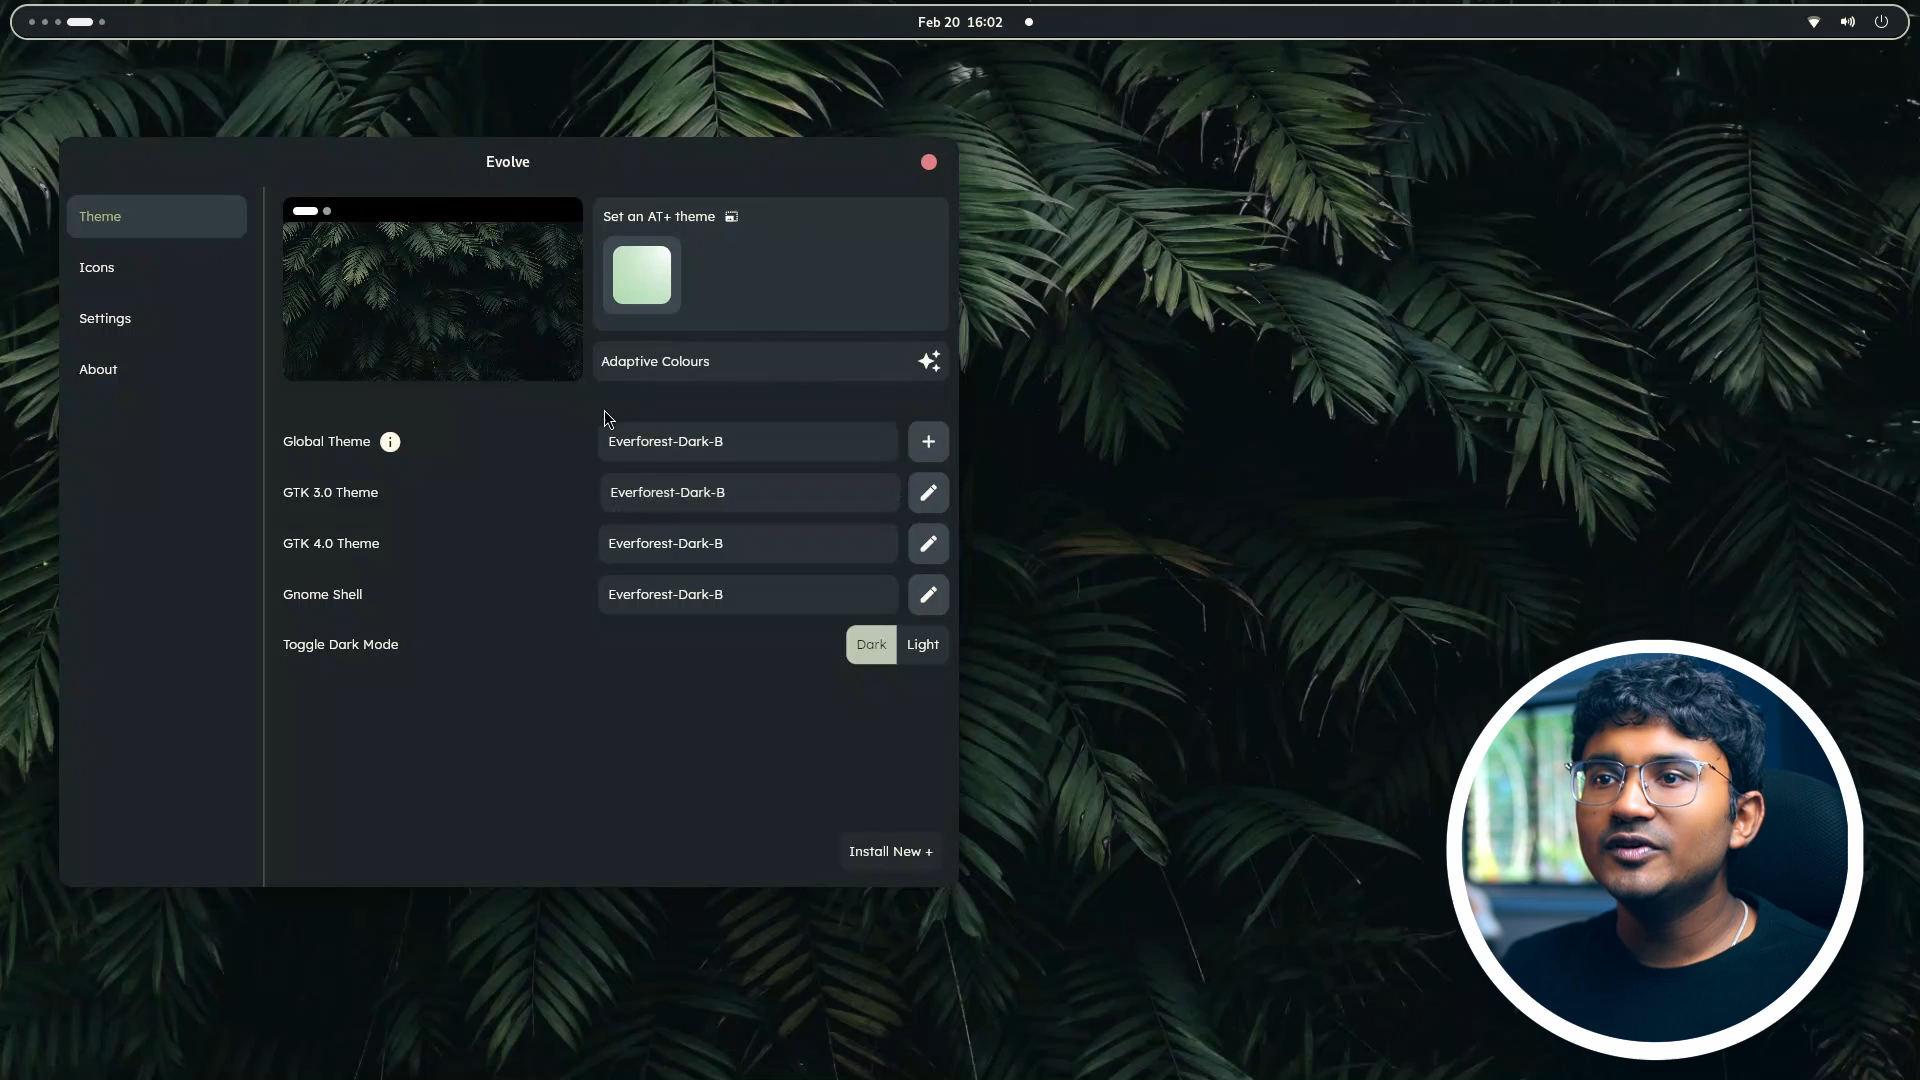 Feb 20 16:02
Evolve
Theme
Icons
Settings
About
Set an AT+ theme
Adaptive Colours
Global Theme
i
Everforest-Dark-B
+
GTK 3.0 Theme
Everforest-Dark-B
GTK 4.0 Theme
Everforest-Dark-B
Gnome Shell
Everforest-Dark-B
Toggle Dark Mode
Dark
Light
Install New +